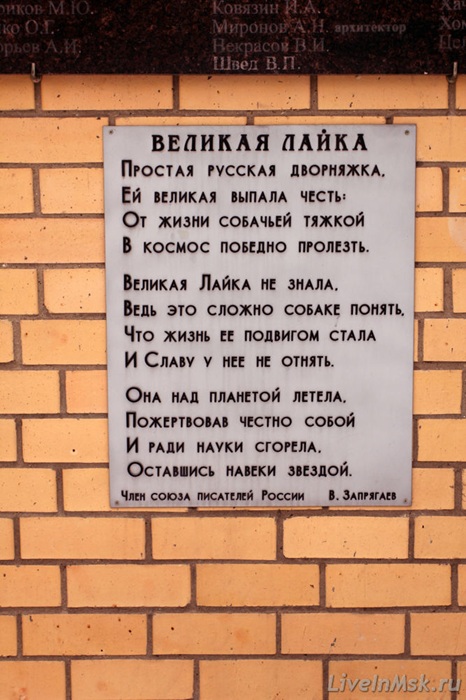 О.Г.
А.И.
Ковязин И.А.
Миронов А.Н. архитектор
Некрасов В.И.
Швед В.П.
ВЕЛИКАЯ ЛАЙКА
Простая русская дворняжка,
Ей великая выпала честь:
От жизни собачьей тяжкой
В космос победно пролезть.
Великая Лайка не знала,
Ведь это сложно собаке понять,
Что жизнь ее подвигом стала
И Славу у нее не отнять.
Она над планетой летела,
Пожертвовав честно собой
И ради науки сгорела,
Оставшись навеки звездой.
Член союза писателей России В. Запрягаев
LiveInMsk.ru